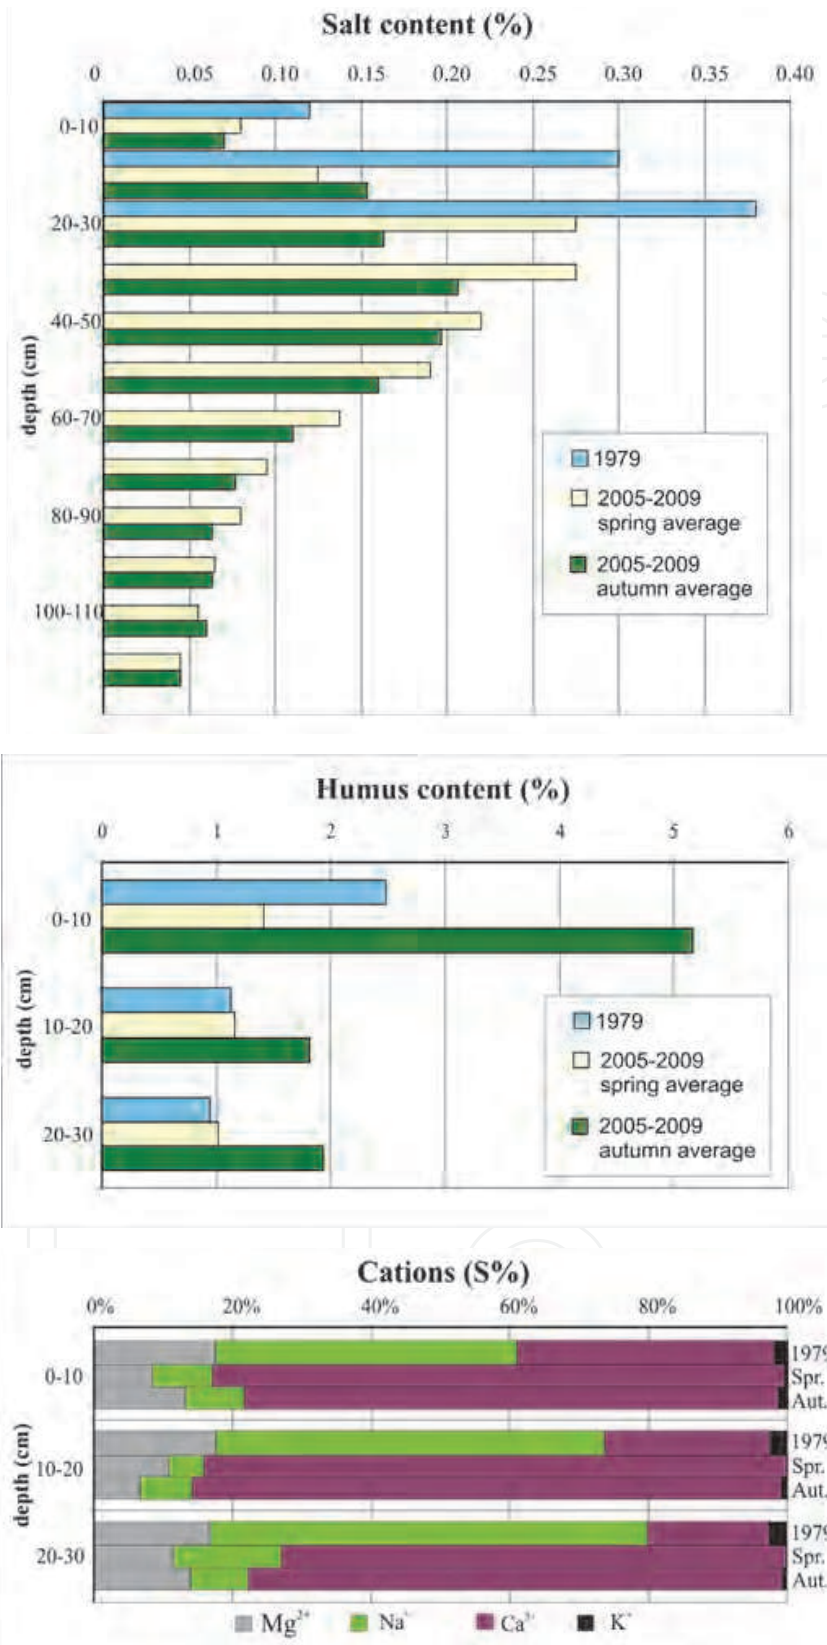 Salt content (%)
0 0.05 0.10 0.15 0.20 0.25 0.30 0.35 0.40
0-10
20-30
40-50
60-70
80-90
100-110
depth (cm)
1979
2005-2009
spring average
2005-2009
autumn average
Humus content (%)
0 1 2 3 4 5 6
0-10
10-20
20-30
depth (cm)
1979
2005-2009
spring average
2005-2009
autumn average
Cations (S%)
0% 20% 40% 60% 80% 100%
0-10
10-20
20-30
depth (cm)
1979
Spr.
Aut.
1979
Spr.
Aut.
1979
Spr.
Aut.
Mg²⁺ Na⁺ Ca²⁺ K⁺